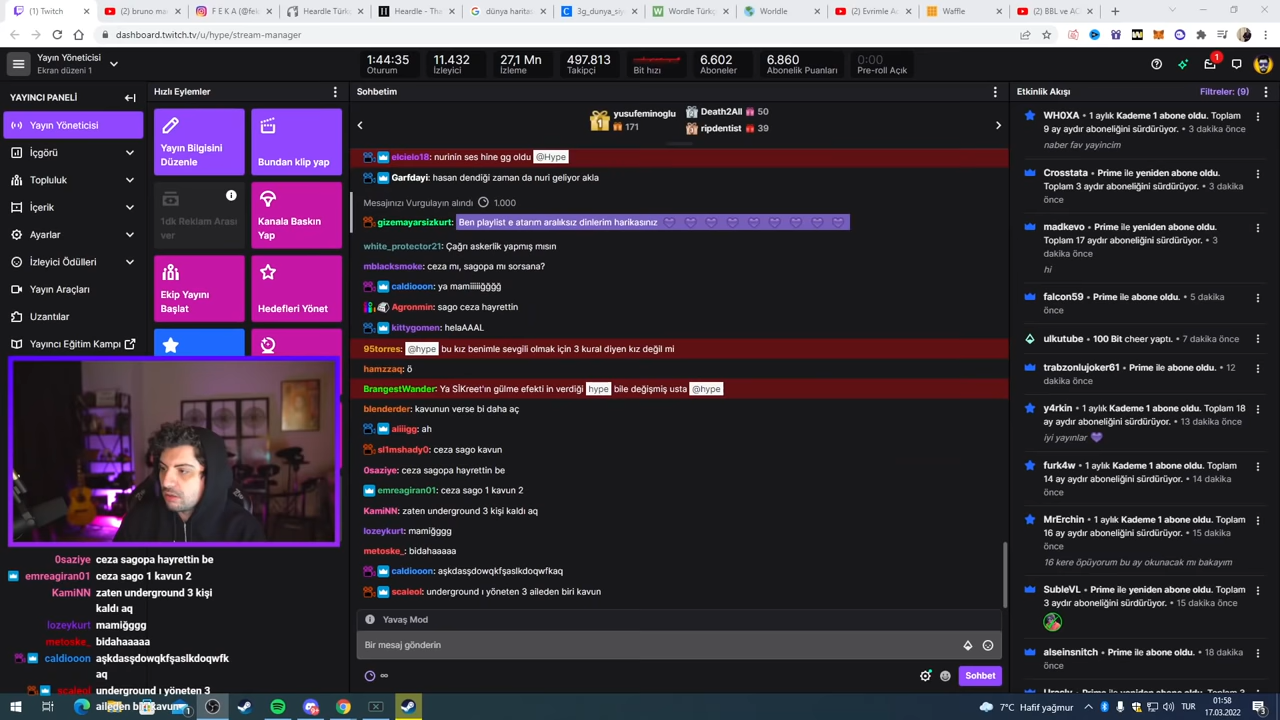 (1) Twitch
bruno ma
F E K A (@fekac
Heardle Türkç
Heardle - The
dünya haritas
3g_dunya_siya
Wordle Türkç
Worldle
Evrimle Al
Waffle
BBL ve AC
dashboard.twitch.tv/u/hype/stream-manager
Yayın Yöneticisi
Ekran düzeni 1
1:44:35
Oturum
11.432
İzleyici
27,1 Mn
İzleme
497.813
Takipçi
Bit hızı
6.602
Aboneler
6.860
Abonelik Puanları
0:00
Pre-roll Açık
1
YAYINCI PANELİ
Yayın Yöneticisi
İçgörü
Topluluk
İçerik
Ayarlar
İzleyici Ödülleri
Yayın Araçları
Uzantılar
Yayıncı Eğitim Kampı
Hızlı Eylemler
Yayın Bilgisini
Düzenle
Bundan klip yap
1dk Reklam Arası
ver
Kanala Baskın
Yap
Ekip Yayını
Başlat
Hedefleri Yönet
Sohbetim
yusufeminoglu
171
Death2All 50
ripdentist 39
eicielo18: nurinin ses hine gg oldu @Hype
Garfdayi: hasan dendiği zaman da nuri geliyor akla
Mesajınızı Vurgulayın alındı 1.000
gizemayarsizkurt: Ben playlist e atarım aralıksız dinlerim harikasınız 💜 💜 💜 💜 💜 💜 💜 💜 💜
white_protector21: Çağrı askerlik yapmış mısın
mblacksmoke: ceza mı, sagopa mı sorsana?
caldiooon: ya mamiiiiğğğğ
Agronmin: sago ceza hayrettin
kittygomen: helaAAAL
95torres: @hype bu kız benimle sevgili olmak için 3 kural diyen kız değil mi
hamzzaq: ö
BrangestWander: Ya SİKreet'ın gülme efekti in verdiği hype bile değişmiş usta @hype
blenderder: kavunun verse bi daha aç
aliiigg: ah
sl1mshady0: ceza sago kavun
0saziye: ceza sagopa hayrettin be
emreagiran01: ceza sago 1 kavun 2
KamiNN: zaten underground 3 kişi kaldı aq
lozeykurt: mamiğggg
metoske_: bidahaaaaa
caldiooon: aşkdasşdowqkfşaslkdoqwfkaq
scaleol: underground ı yöneten 3 aileden biri kavun
Yavaş Mod
Bir mesaj gönderin
∞
Sohbet
Etkinlik Akışı
Filtreler: (9)
WH0XA • 1 aylık Kademe 1 abone oldu. Toplam
9 ay aydır aboneliğini sürdürüyor. • 3 dakika önce
naber fav yayincim
Crosstata • Prime ile yeniden abone oldu.
Toplam 3 aydır aboneliğini sürdürüyor. • 3 dakika
önce
madkevo • Prime ile yeniden abone oldu.
Toplam 17 aydır aboneliğini sürdürüyor. • 3
dakika önce
hi
falcon59 • Prime ile abone oldu. • 5 dakika
önce
ulkutube • 100 Bit cheer yaptı. • 7 dakika önce
trabzonlujoker61 • Prime ile abone oldu. • 12
dakika önce
y4rkin • 1 aylık Kademe 1 abone oldu. Toplam 18
ay aydır aboneliğini sürdürüyor. • 13 dakika önce
iyi yayınlar 💜
furk4w • 1 aylık Kademe 1 abone oldu. Toplam
14 ay aydır aboneliğini sürdürüyor. • 14 dakika
önce
MrErchin • 1 aylık Kademe 1 abone oldu. Toplam
16 ay aydır aboneliğini sürdürüyor. • 15 dakika
önce
16 kere öpüyorum bu ay okunacak mı bakayım
SubleVL • Prime ile yeniden abone oldu. Toplam
3 aydır aboneliğini sürdürüyor. • 15 dakika önce
alseinsnitch • Prime ile abone oldu. • 18 dakika
önce
0saziye ceza sagopa hayrettin be
emreagiran01 ceza sago 1 kavun 2
KamiNN zaten underground 3 kişi
kaldı aq
lozeykurt mamiğggg
metoske_ bidahaaaaa
caldiooon aşkdasşdowqkfşaslkdoqwfk
aq
scaleol underground ı yöneten 3
aileden biri kavun
7°C Hafif yağmur
TUR
01:58
17.03.2022
3